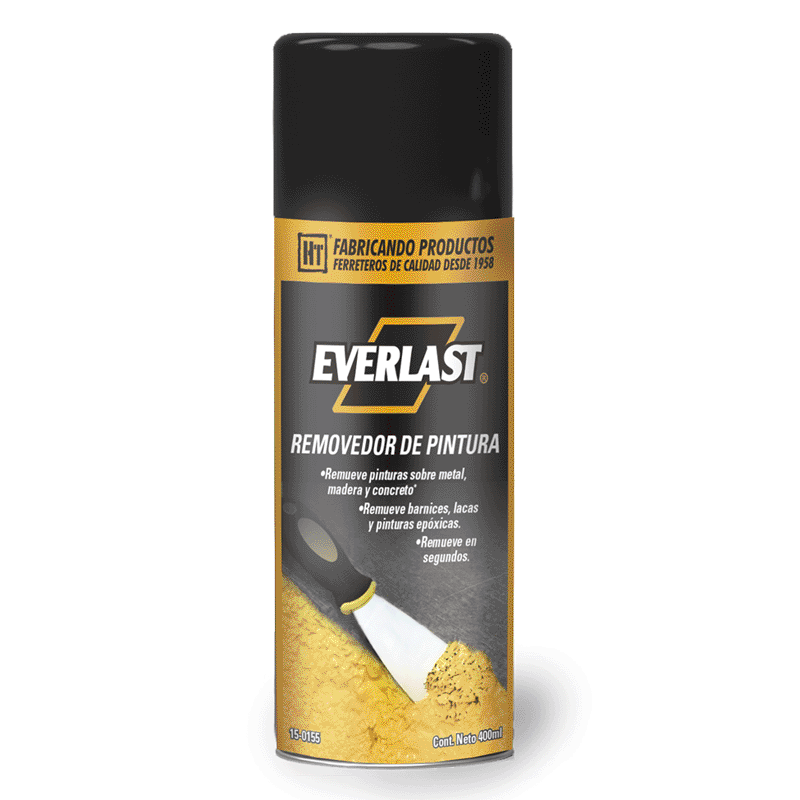 HT® FABRICANDO PRODUCTOS
FERRETEROS DE CALIDAD DESDE 1958
EVERLAST®
REMOVEDOR DE PINTURA
•Remueve pinturas sobre metal,
madera y concreto*
•Remueve barnices, lacas
y pinturas epóxicas.
•Remueve en
segundos.
15-0155
Cont. Neto 400ml